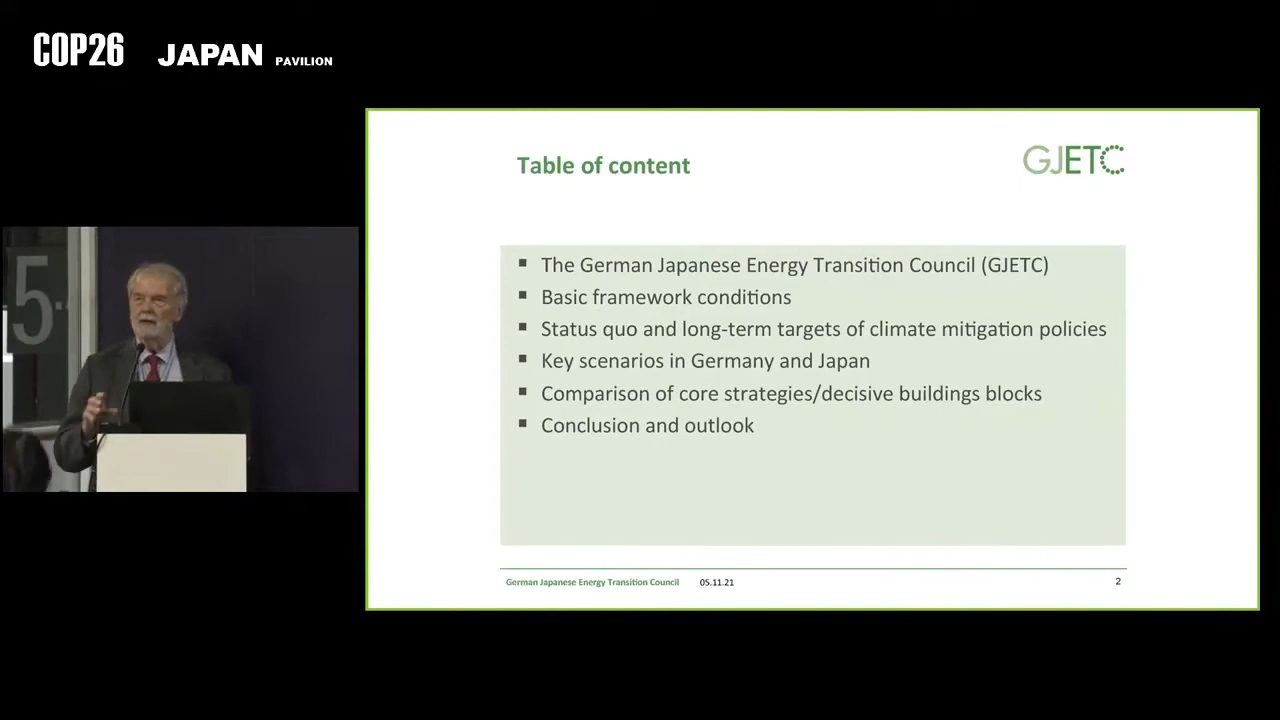 COP26 JAPAN PAVILION
Table of content
GJETC
5
▪ The German Japanese Energy Transition Council (GJETC)
▪ Basic framework conditions
▪ Status quo and long-term targets of climate mitigation policies
▪ Key scenarios in Germany and Japan
▪ Comparison of core strategies/decisive buildings blocks
▪ Conclusion and outlook
German Japanese Energy Transition Council 05.11.21 2